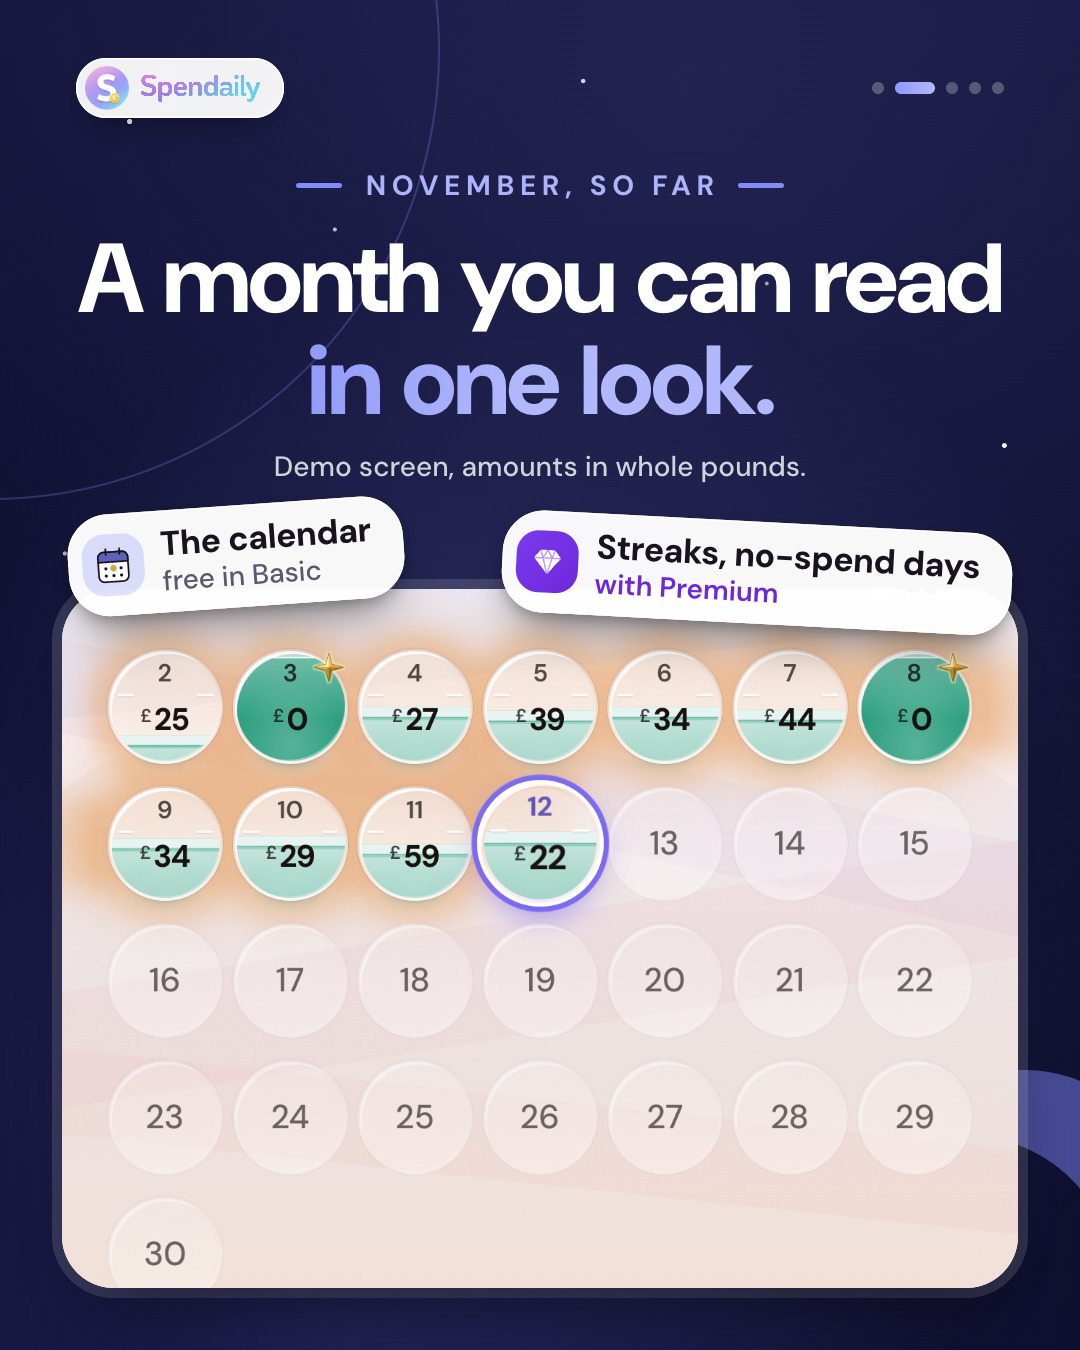 Spendaily
NOVEMBER, SO FAR
A month you can read
in one look.
Demo screen, amounts in whole pounds.
The calendar
free in Basic
Streaks, no-spend days
with Premium
2 3 4 5 6 7 8
£25 £0 £27 £39 £34 £44 £0
9 10 11 12 13 14 15
£34 £29 £59 £22
16 17 18 19 20 21 22
23 24 25 26 27 28 29
30